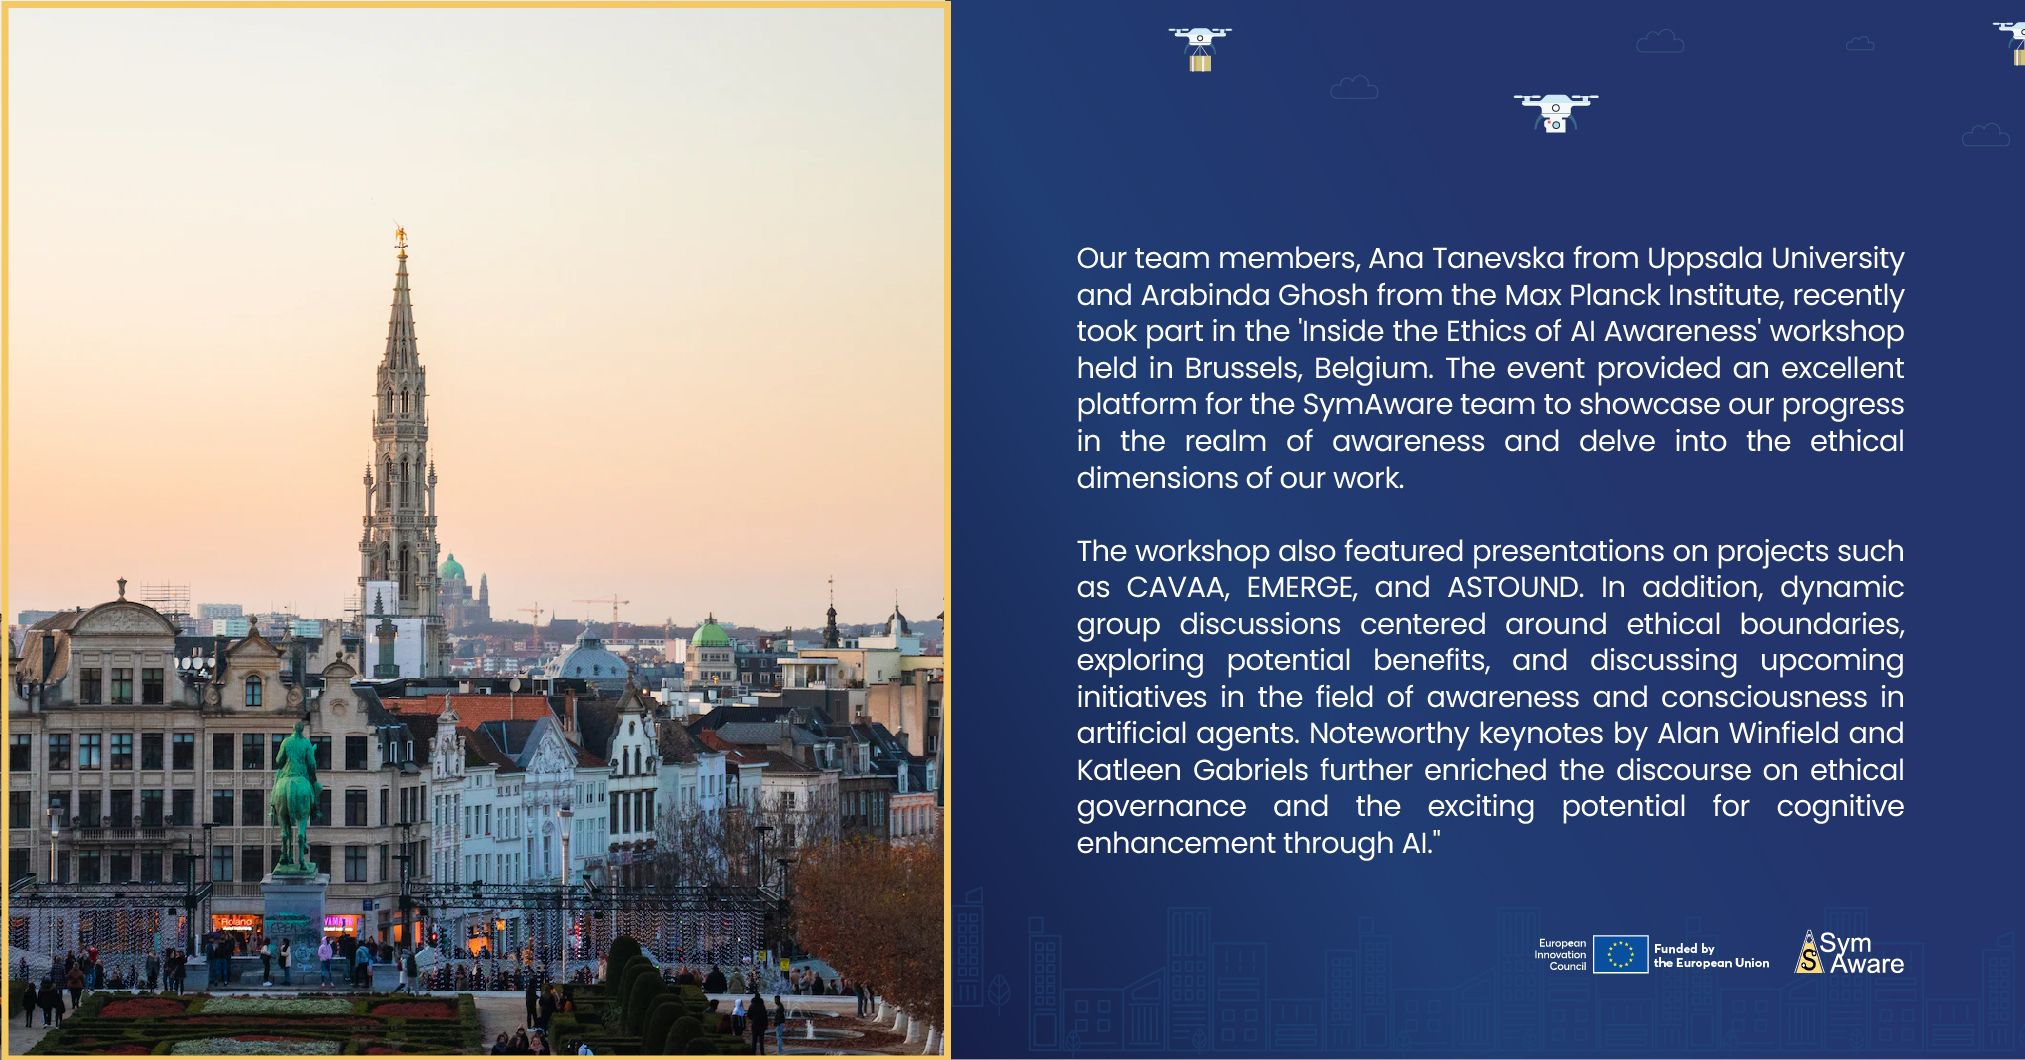 Our team members, Ana Tanevska from Uppsala University
and Arabinda Ghosh from the Max Planck Institute, recently
took part in the 'Inside the Ethics of AI Awareness' workshop
held in Brussels, Belgium. The event provided an excellent
platform for the SymAware team to showcase our progress
in the realm of awareness and delve into the ethical
dimensions of our work.
The workshop also featured presentations on projects such
as CAVAA, EMERGE, and ASTOUND. In addition, dynamic
group discussions centered around ethical boundaries,
exploring potential benefits, and discussing upcoming
initiatives in the field of awareness and consciousness in
artificial agents. Noteworthy keynotes by Alan Winfield and
Katleen Gabriels further enriched the discourse on ethical
governance and the exciting potential for cognitive
enhancement through AI."
Roland
YAMAHA
European
Innovation
Council
Funded by
the European Union
Sym
Aware